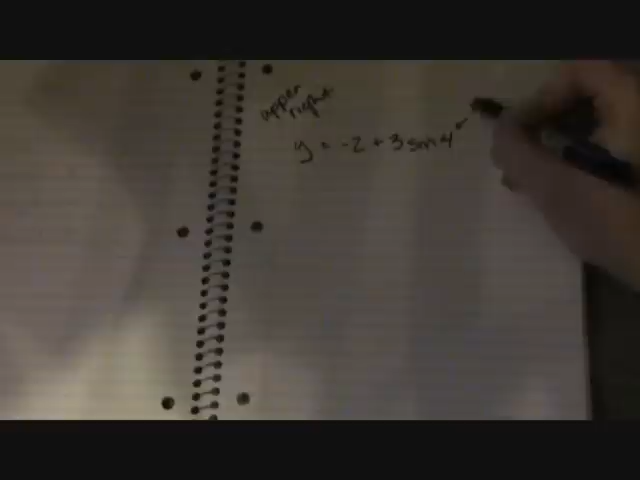 upper
right
y = -2 + 3 sin 4